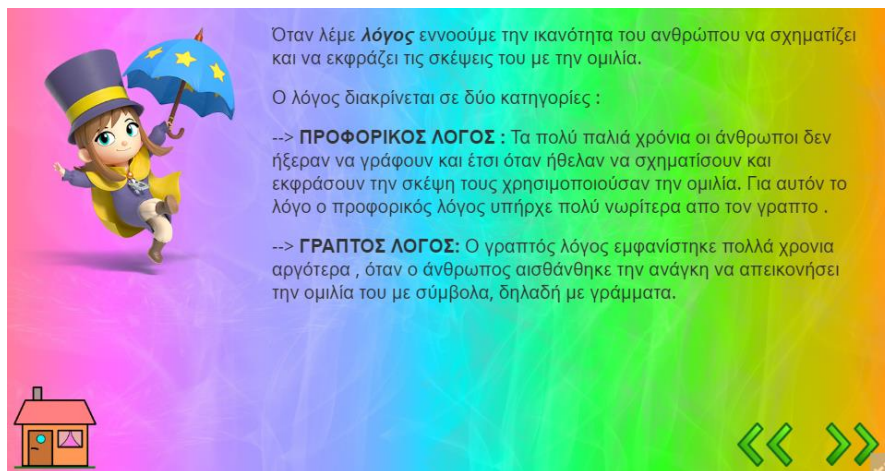 Όταν λέμε λόγος εννοούμε την ικανότητα του ανθρώπου να σχηματίζει
και να εκφράζει τις σκέψεις του με την ομιλία.
Ο λόγος διακρίνεται σε δύο κατηγορίες :
--> ΠΡΟΦΟΡΙΚΟΣ ΛΟΓΟΣ : Τα πολύ παλιά χρόνια οι άνθρωποι δεν
ήξεραν να γράφουν και έτσι όταν ήθελαν να σχηματίσουν και
εκφράσουν την σκέψη τους χρησιμοποιούσαν την ομιλία. Για αυτόν το
λόγο ο προφορικός λόγος υπήρχε πολύ νωρίτερα απο τον γραπτο .
--> ΓΡΑΠΤΟΣ ΛΟΓΟΣ: Ο γραπτός λόγος εμφανίστηκε πολλά χρονια
αργότερα , όταν ο άνθρωπος αισθάνθηκε την ανάγκη να απεικονήσει
την ομιλία του με σύμβολα, δηλαδή με γράμματα.